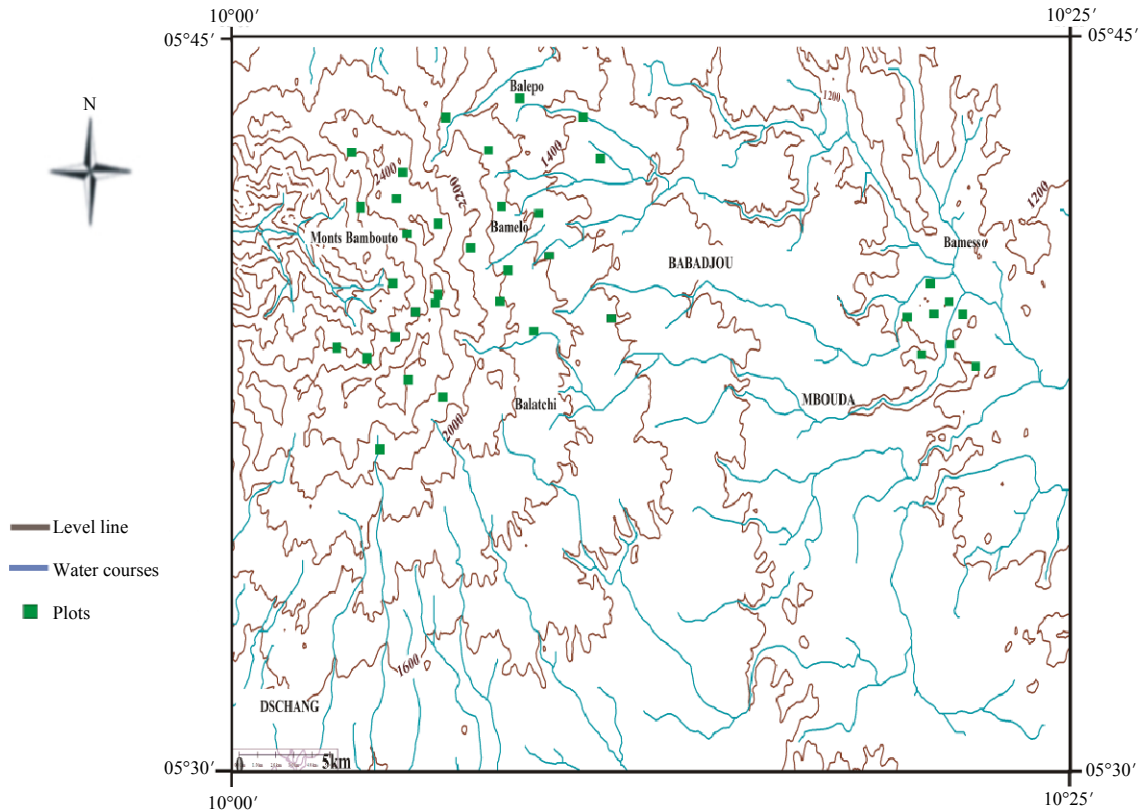 10°00′ 10°25′
05°45′ 05°45′
N
Balepo
1200
1400
2400
2200
1200
Bamelo
Monts Bambouto
Bamesso
BABADJOU
MBOUDA
Balatchi
2000
Level line
Water courses
Plots
1600
DSCHANG
5km
05°30′ 05°30′
10°00′ 10°25′